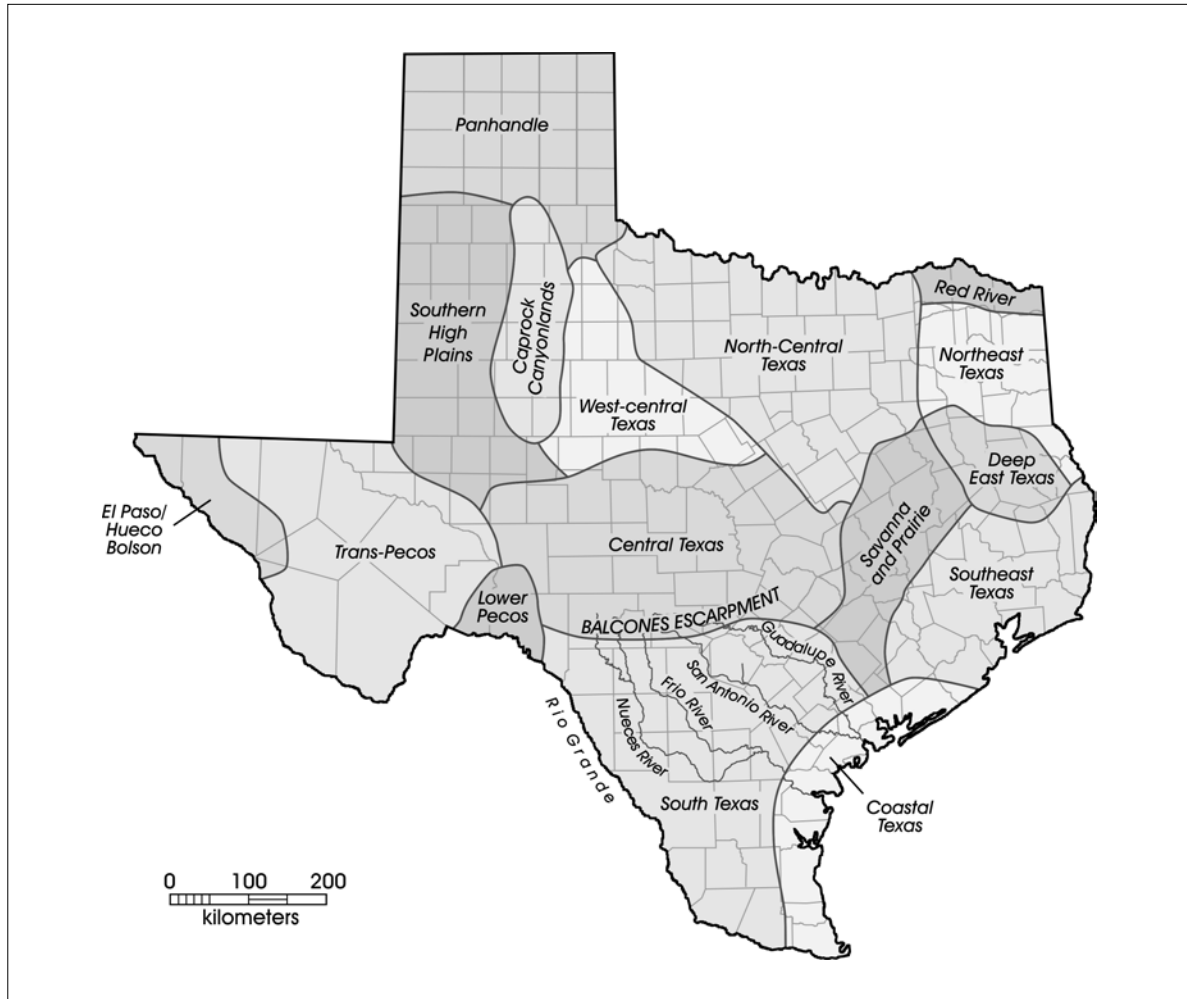 Panhandle
Red River
Southern
High
Plains
Caprock
Canyonlands
North-Central
Texas
Northeast
Texas
West-central
Texas
Deep
East Texas
El Paso/
Hueco
Bolson
Trans-Pecos
Central Texas
Savanna
and Prairie
Southeast
Texas
Lower
Pecos
BALCONES ESCARPMENT
Guadalupe River
San Antonio River
Frio River
Nueces River
Rio Grande
South Texas
Coastal
Texas
0 100 200
kilometers